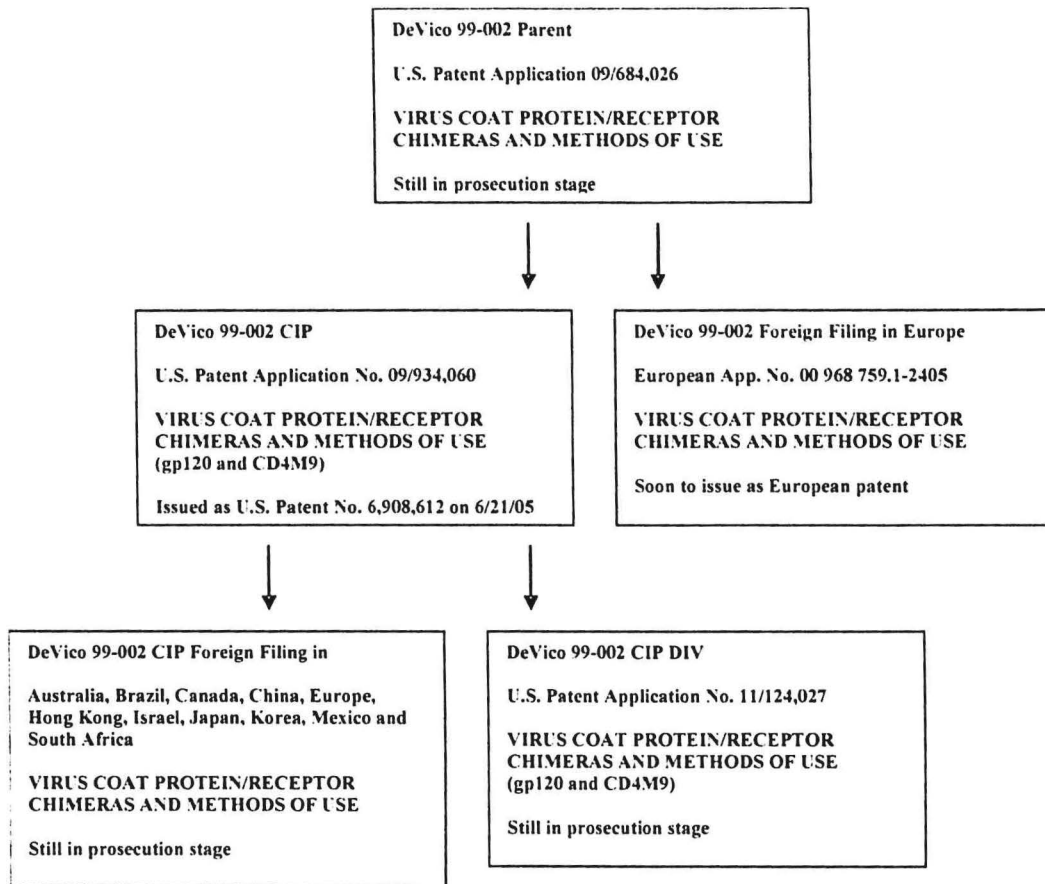 DeVico 99-002 Parent
U.S. Patent Application 09/684,026
VIRUS COAT PROTEIN/RECEPTOR
CHIMERAS AND METHODS OF USE
Still in prosecution stage
DeVico 99-002 CIP
U.S. Patent Application No. 09/934,060
VIRUS COAT PROTEIN/RECEPTOR
CHIMERAS AND METHODS OF USE
(gp120 and CD4M9)
Issued as U.S. Patent No. 6,908,612 on 6/21/05
DeVico 99-002 Foreign Filing in Europe
European App. No. 00 968 759.1-2405
VIRUS COAT PROTEIN/RECEPTOR
CHIMERAS AND METHODS OF USE
Soon to issue as European patent
DeVico 99-002 CIP Foreign Filing in
Australia, Brazil, Canada, China, Europe,
Hong Kong, Israel, Japan, Korea, Mexico and
South Africa
VIRUS COAT PROTEIN/RECEPTOR
CHIMERAS AND METHODS OF USE
Still in prosecution stage
DeVico 99-002 CIP DIV
U.S. Patent Application No. 11/124,027
VIRUS COAT PROTEIN/RECEPTOR
CHIMERAS AND METHODS OF USE
(gp120 and CD4M9)
Still in prosecution stage